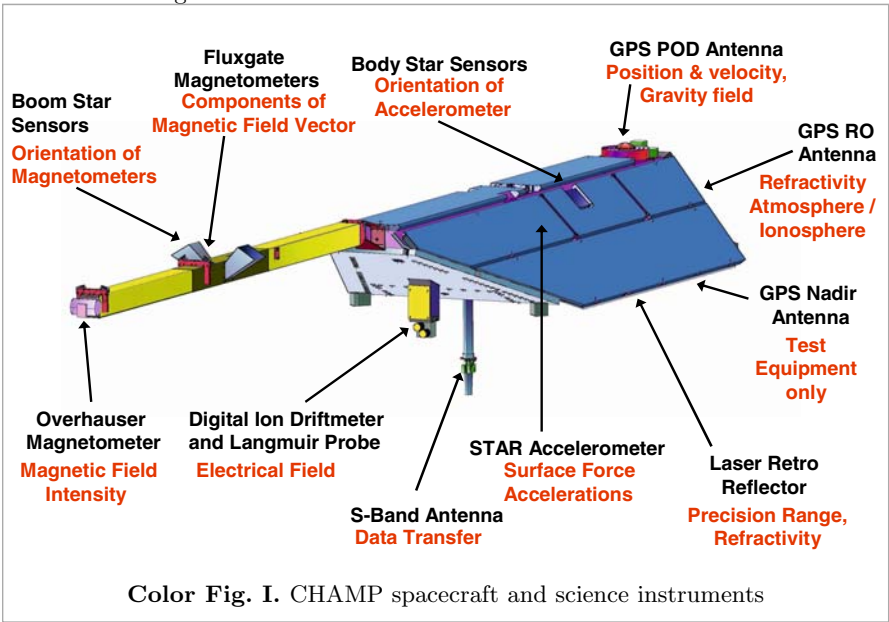 Boom Star
Sensors
Orientation of
Magnetometers
Fluxgate
Magnetometers
Components of
Magnetic Field Vector
Body Star Sensors
Orientation of
Accelerometer
GPS POD Antenna
Position & velocity,
Gravity field
GPS RO
Antenna
Refractivity
Atmosphere /
Ionosphere
GPS Nadir
Antenna
Test
Equipment
only
Overhauser
Magnetometer
Magnetic Field
Intensity
Digital Ion Driftmeter
and Langmuir Probe
Electrical Field
S-Band Antenna
Data Transfer
STAR Accelerometer
Surface Force
Accelerations
Laser Retro
Reflector
Precision Range,
Refractivity
Color Fig. I. CHAMP spacecraft and science instruments